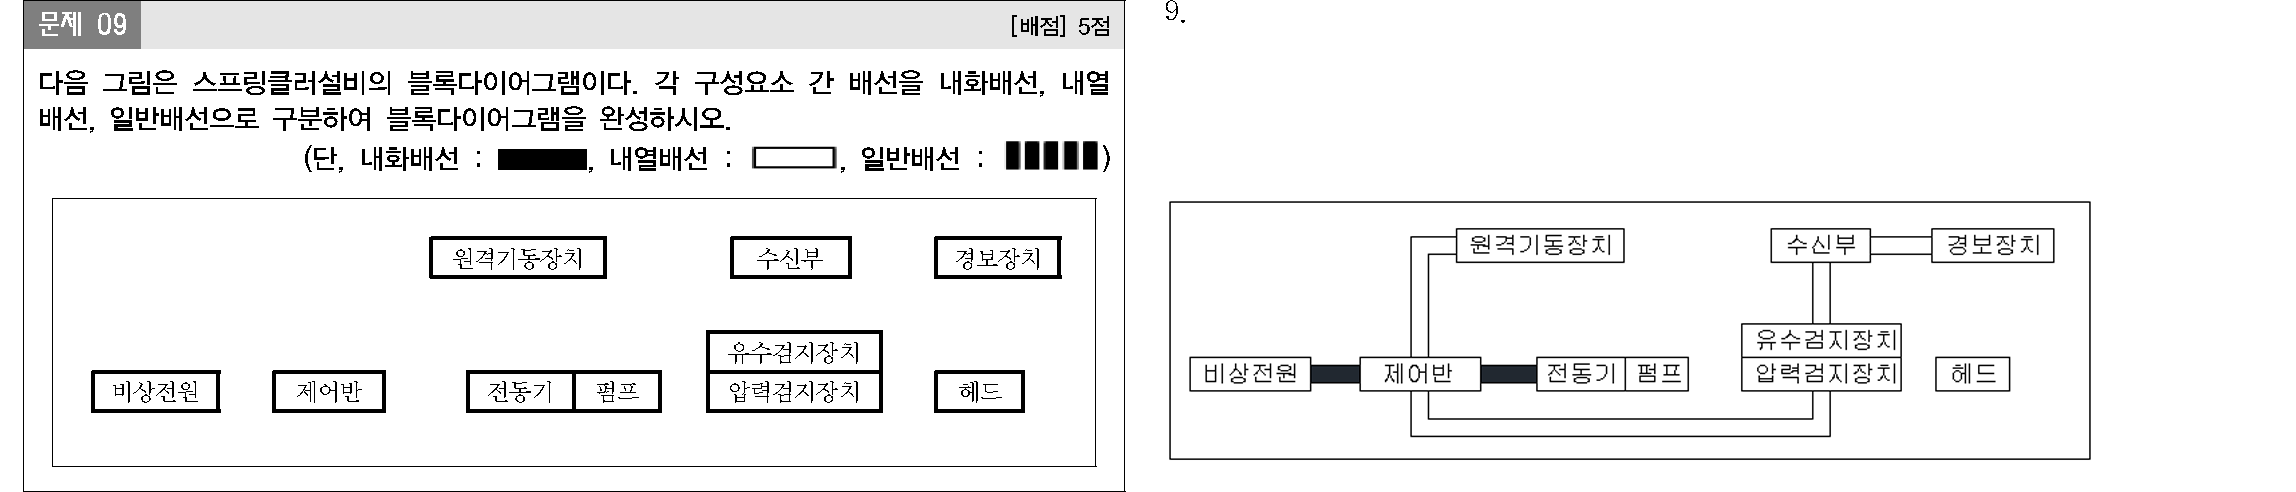 문제 09
[배점] 5점
다음 그림은 스프링클러설비의 블록다이어그램이다. 각 구성요소 간 배선을 내화배선, 내열
배선, 일반배선으로 구분하여 블록다이어그램을 완성하시오.
(단, 내화배선 : , 내열배선 : , 일반배선 : )
원격기동장치
수신부
경보장치
유수검지장치
비상전원
제어반
전동기
펌프
압력검지장치
헤드
9.
원격기동장치
수신부
경보장치
유수검지장치
비상전원
제어반
전동기
펌프
압력검지장치
헤드